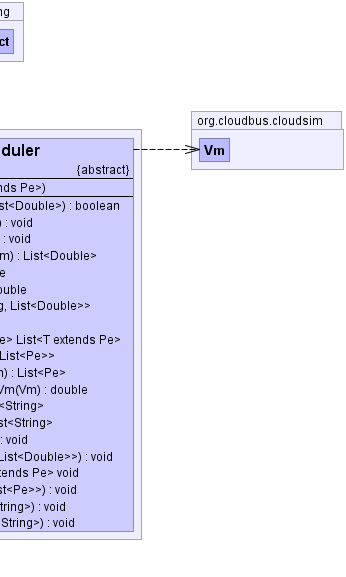 ng
ct
org.cloudbus.cloudsim
Vm
duler
{abstract}
nds Pe>)
st<Double>) : boolean
) : void
: void
m) : List<Double>
e
ouble
g, List<Double>>
e> List<T extends Pe>
List<Pe>>
n) : List<Pe>
Vm(Vm) : double
<String>
st<String>
: void
List<Double>>) : void
tends Pe> void
st<Pe>>) : void
tring>) : void
String>) : void